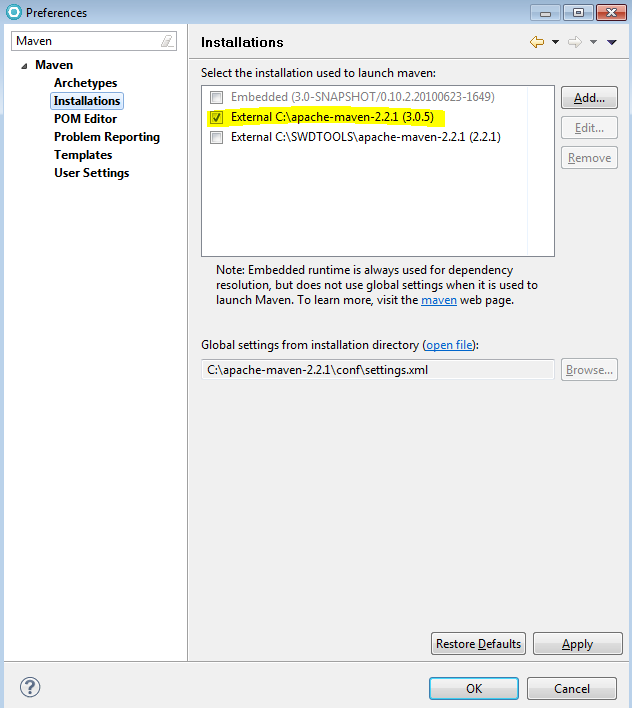 Preferences
Maven
Maven
Archetypes
Installations
POM Editor
Problem Reporting
Templates
User Settings
Installations
Select the installation used to launch maven:
Embedded (3.0-SNAPSHOT/0.10.2.20100623-1649)
External C:\apache-maven-2.2.1 (3.0.5)
External C:\SWDTOOLS\apache-maven-2.2.1 (2.2.1)
Add...
Edit...
Remove
Note: Embedded runtime is always used for dependency
resolution, but does not use global settings when it is used to
launch Maven. To learn more, visit the maven web page.
Global settings from installation directory (open file):
C:\apache-maven-2.2.1\conf\settings.xml
Browse...
Restore Defaults
Apply
?
OK
Cancel